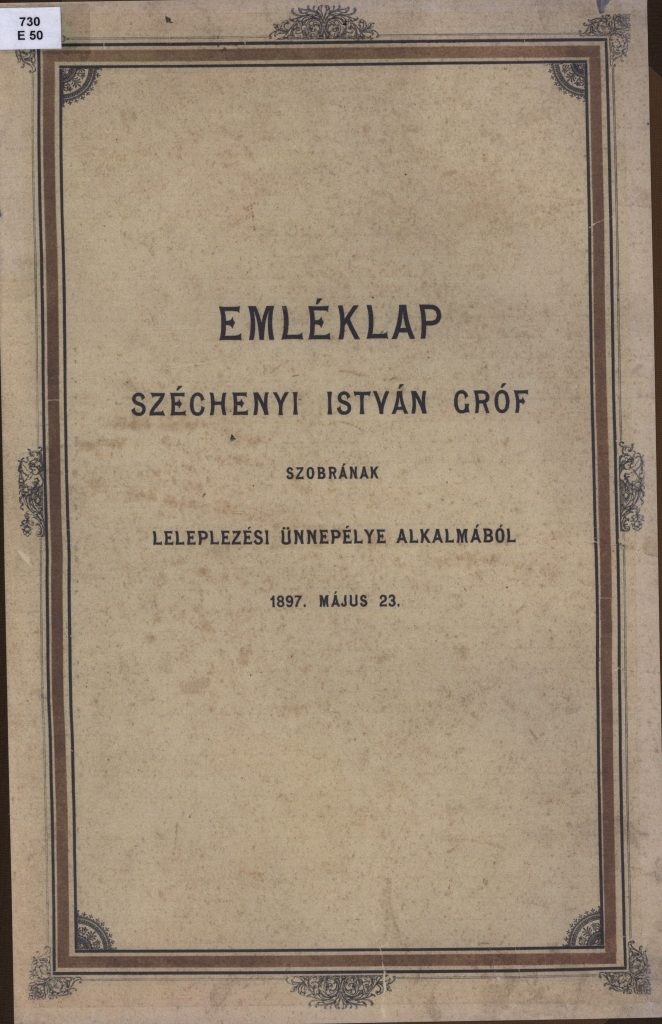 730
E 50
EMLÉKLAP
SZÉCHENYI ISTVÁN GRÓF
SZOBRÁNAK
LELEPLEZÉSI ÜNNEPÉLYE ALKALMÁBÓL
1897. MÁJUS 23.